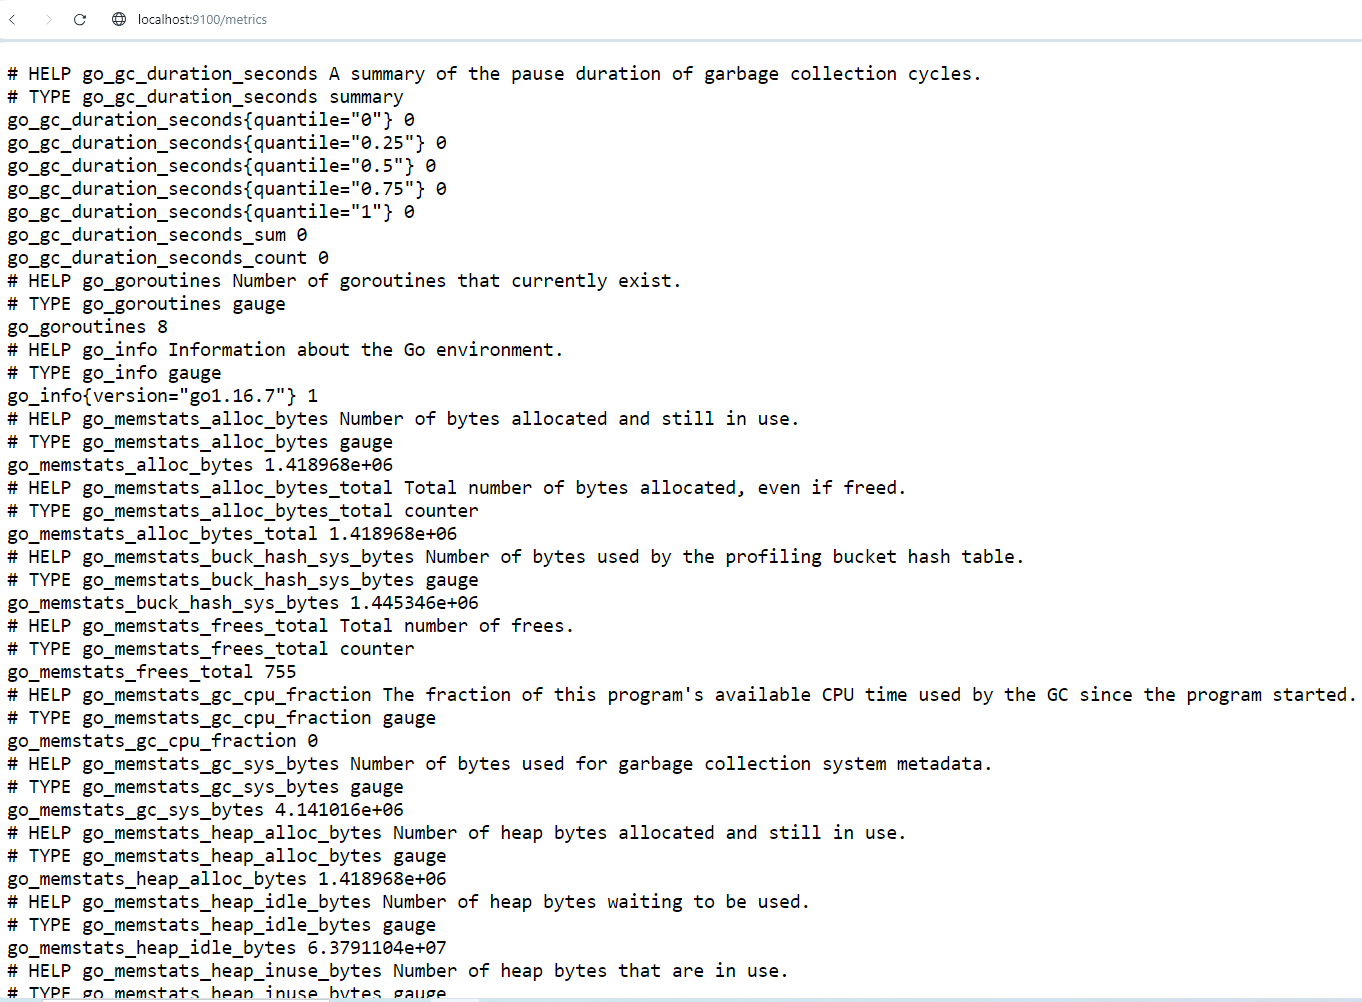 localhost:9100/metrics
# HELP go_gc_duration_seconds A summary of the pause duration of garbage collection cycles.
# TYPE go_gc_duration_seconds summary
go_gc_duration_seconds{quantile="0"} 0
go_gc_duration_seconds{quantile="0.25"} 0
go_gc_duration_seconds{quantile="0.5"} 0
go_gc_duration_seconds{quantile="0.75"} 0
go_gc_duration_seconds{quantile="1"} 0
go_gc_duration_seconds_sum 0
go_gc_duration_seconds_count 0
# HELP go_goroutines Number of goroutines that currently exist.
# TYPE go_goroutines gauge
go_goroutines 8
# HELP go_info Information about the Go environment.
# TYPE go_info gauge
go_info{version="go1.16.7"} 1
# HELP go_memstats_alloc_bytes Number of bytes allocated and still in use.
# TYPE go_memstats_alloc_bytes gauge
go_memstats_alloc_bytes 1.418968e+06
# HELP go_memstats_alloc_bytes_total Total number of bytes allocated, even if freed.
# TYPE go_memstats_alloc_bytes_total counter
go_memstats_alloc_bytes_total 1.418968e+06
# HELP go_memstats_buck_hash_sys_bytes Number of bytes used by the profiling bucket hash table.
# TYPE go_memstats_buck_hash_sys_bytes gauge
go_memstats_buck_hash_sys_bytes 1.445346e+06
# HELP go_memstats_frees_total Total number of frees.
# TYPE go_memstats_frees_total counter
go_memstats_frees_total 755
# HELP go_memstats_gc_cpu_fraction The fraction of this program's available CPU time used by the GC since the program started.
# TYPE go_memstats_gc_cpu_fraction gauge
go_memstats_gc_cpu_fraction 0
# HELP go_memstats_gc_sys_bytes Number of bytes used for garbage collection system metadata.
# TYPE go_memstats_gc_sys_bytes gauge
go_memstats_gc_sys_bytes 4.141016e+06
# HELP go_memstats_heap_alloc_bytes Number of heap bytes allocated and still in use.
# TYPE go_memstats_heap_alloc_bytes gauge
go_memstats_heap_alloc_bytes 1.418968e+06
# HELP go_memstats_heap_idle_bytes Number of heap bytes waiting to be used.
# TYPE go_memstats_heap_idle_bytes gauge
go_memstats_heap_idle_bytes 6.3791104e+07
# HELP go_memstats_heap_inuse_bytes Number of heap bytes that are in use.
# TYPE go_memstats_heap_inuse_bytes gauge